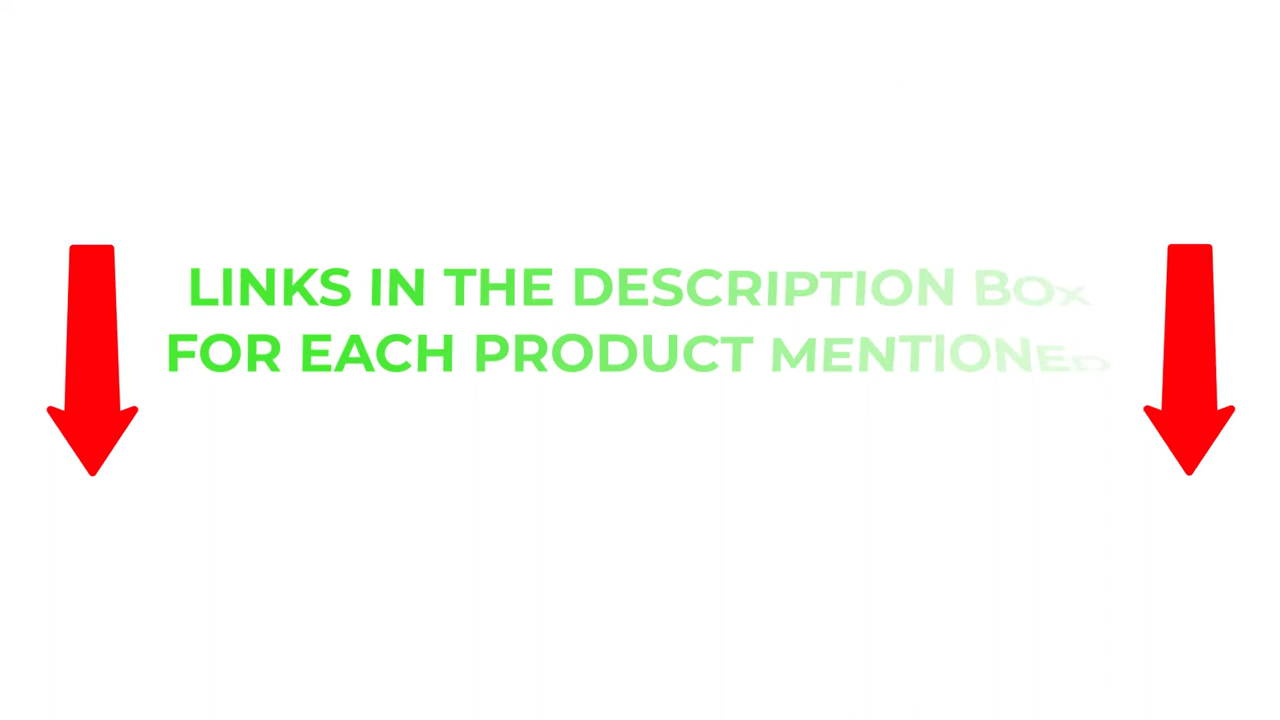 LINKS IN THE DESCRIPTION BOX
FOR EACH PRODUCT MENTIONED